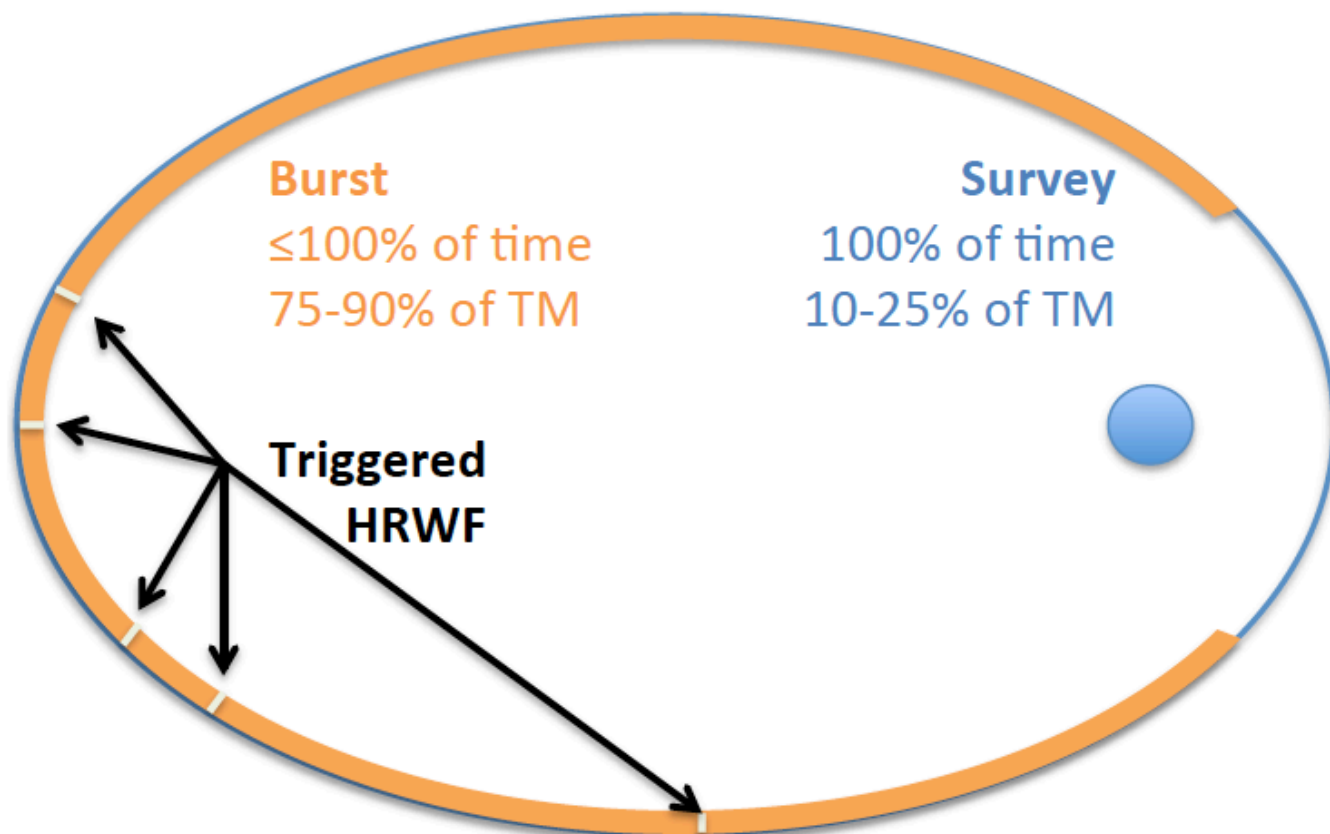 Burst
≤100% of time
75-90% of TM
Survey
100% of time
10-25% of TM
Triggered
HRWF